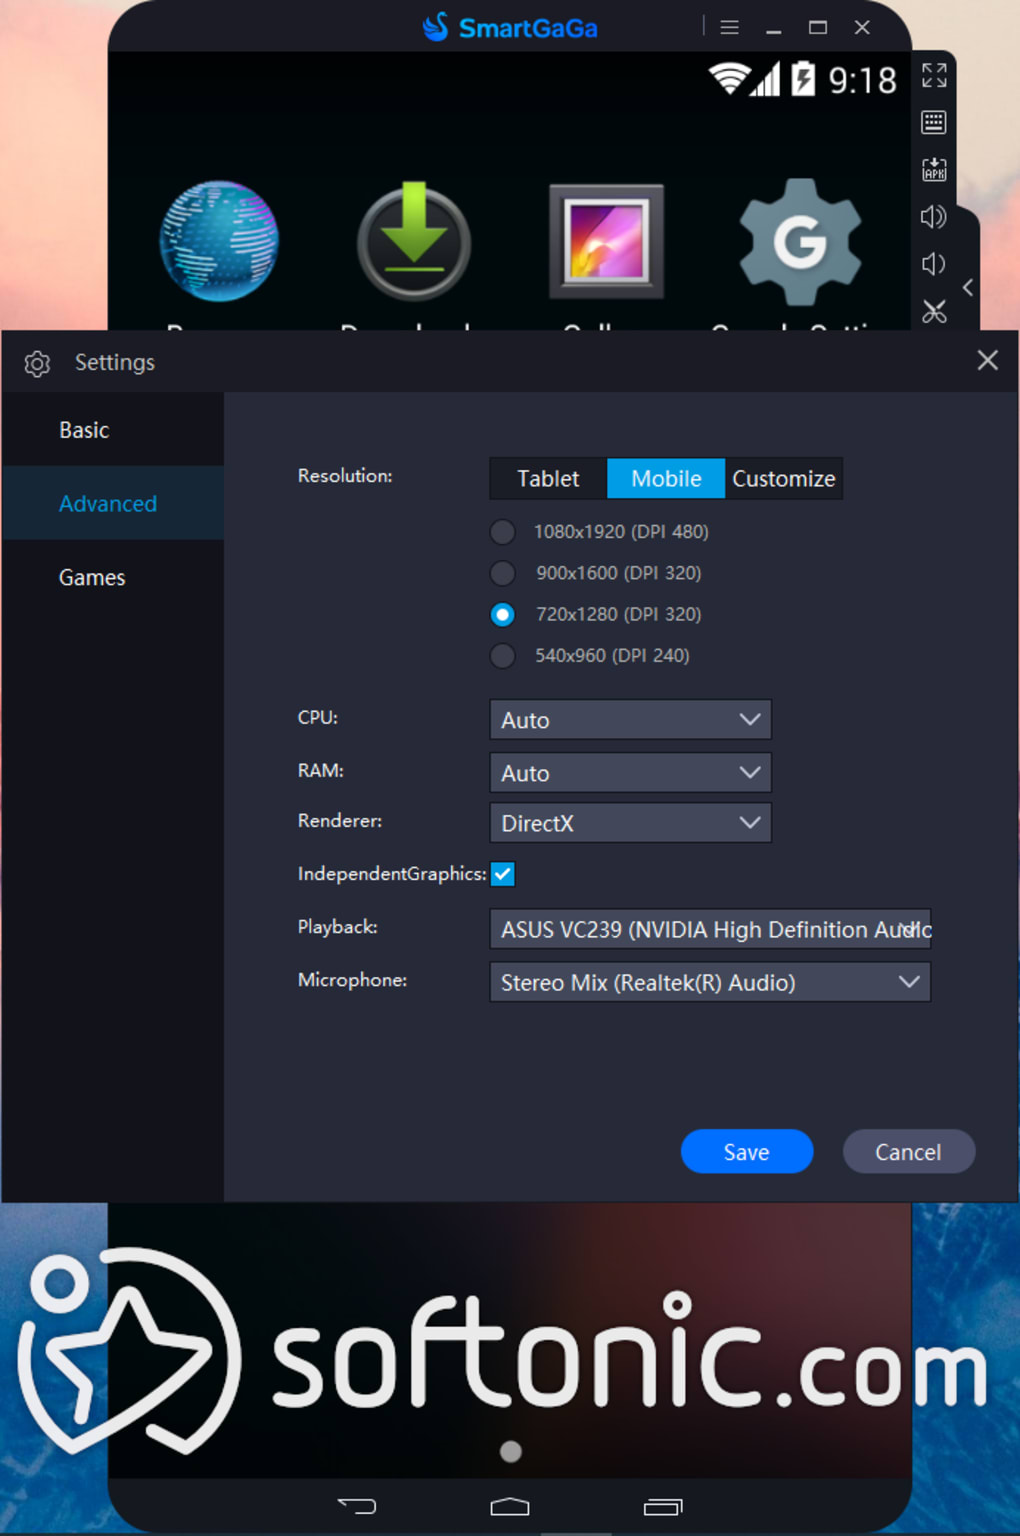 SmartGaGa
9:18
APK
G
Settings
Basic
Advanced
Games
Resolution:
Tablet Mobile Customize
1080x1920 (DPI 480)
900x1600 (DPI 320)
720x1280 (DPI 320)
540x960 (DPI 240)
CPU: Auto
RAM: Auto
Renderer: DirectX
IndependentGraphics:
Playback: ASUS VC239 (NVIDIA High Definition Audio
Microphone: Stereo Mix (Realtek(R) Audio)
Save Cancel
softonic.com